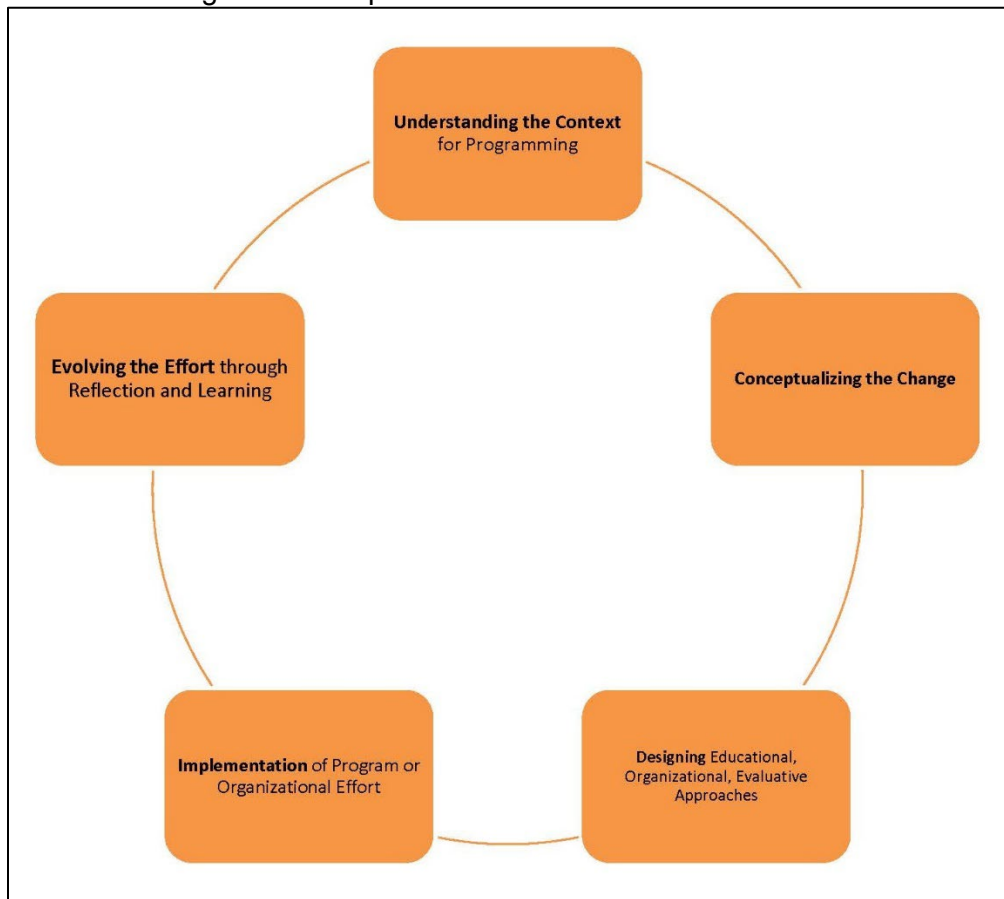 Understanding the Context
for Programming
Conceptualizing the Change
Designing Educational,
Organizational, Evaluative
Approaches
Implementation of Program or
Organizational Effort
Evolving the Effort through
Reflection and Learning